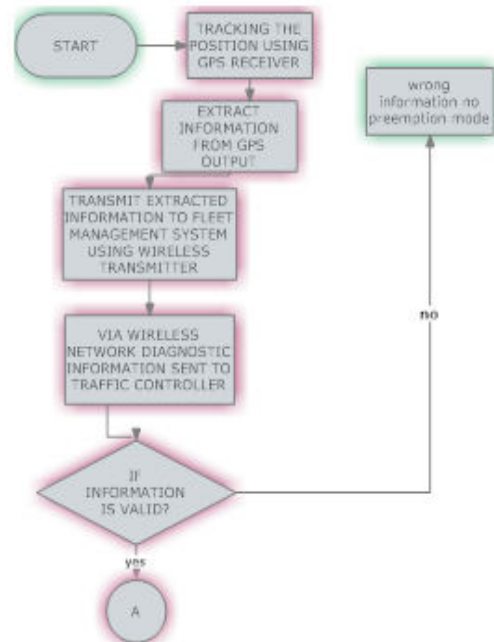 START
TRACKING THE
POSITION USING
GPS RECEIVER
EXTRACT
INFORMATION
FROM GPS
OUTPUT
TRANSMIT EXTRACTED
INFORMATION TO FLEET
MANAGEMENT SYSTEM
USING WIRELESS
TRANSMITTER
VIA WIRELESS
NETWORK DIAGNOSTIC
INFORMATION SENT TO
TRAFFIC CONTROLLER
IF
INFORMATION
IS VALID?
yes
A
no
wrong
information no
preemption mode